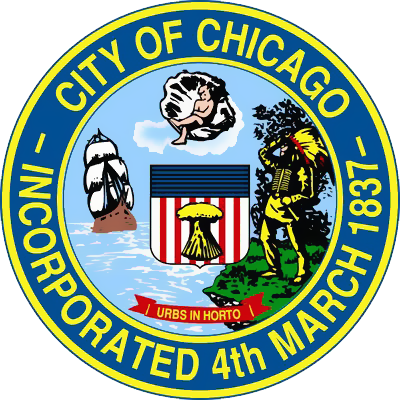 CITY OF CHICAGO
INCORPORATED 4th MARCH 1837
URBS IN HORTO